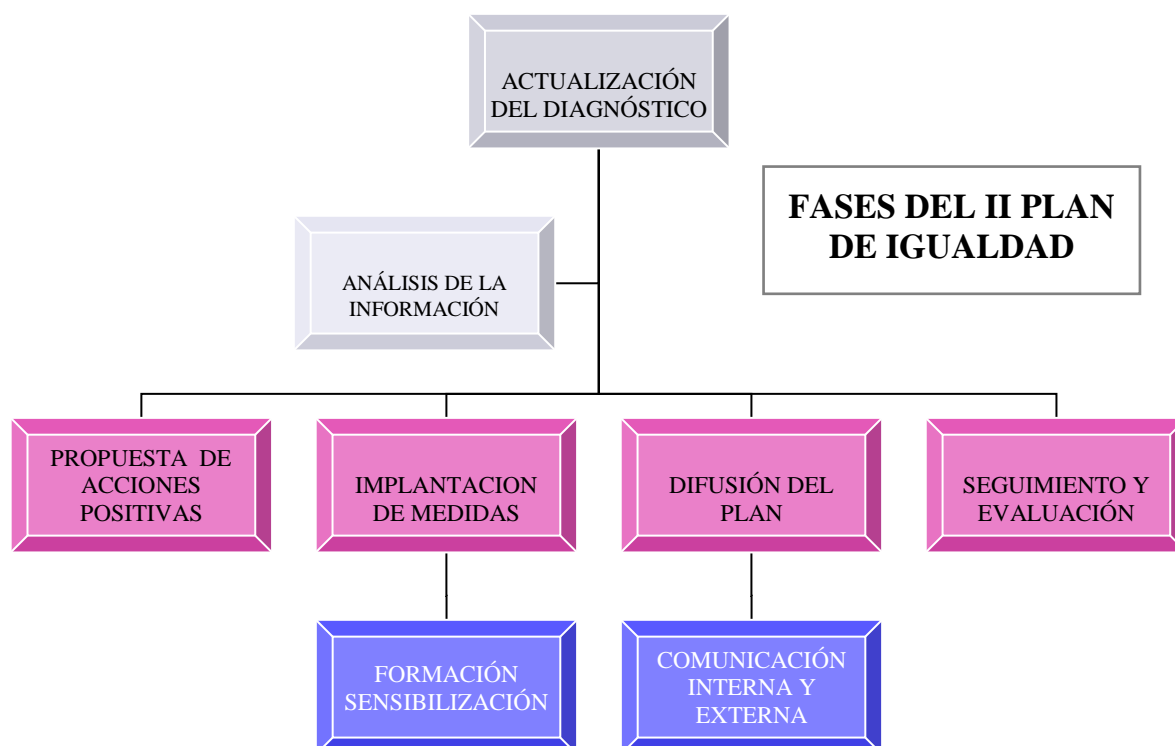 ACTUALIZACIÓN
DEL DIAGNÓSTICO
FASES DEL II PLAN
DE IGUALDAD
ANÁLISIS DE LA
INFORMACIÓN
PROPUESTA DE
ACCIONES
POSITIVAS
IMPLANTACION
DE MEDIDAS
DIFUSIÓN DEL
PLAN
SEGUIMIENTO Y
EVALUACIÓN
FORMACIÓN
SENSIBILIZACIÓN
COMUNICACIÓN
INTERNA Y
EXTERNA